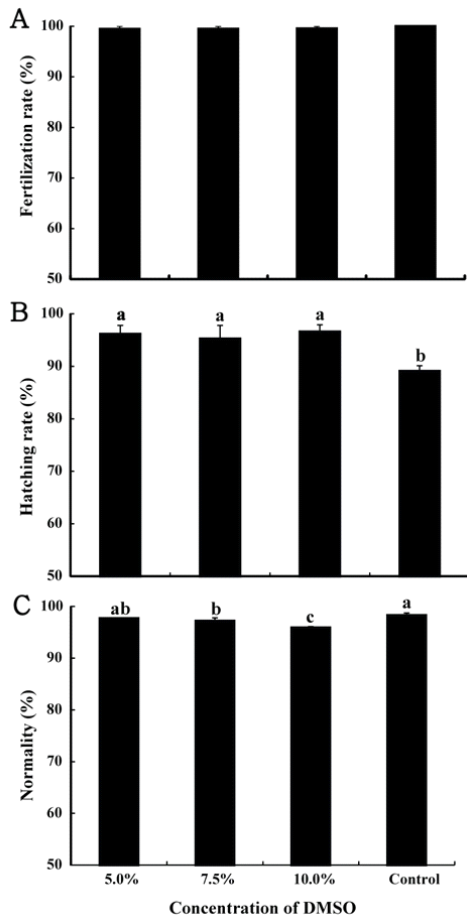 A
Fertilization rate (%)
100
90
80
70
60
50
B
Hatching rate (%)
100
90
80
70
60
50
a
a
a
b
C
Normality (%)
100
90
80
70
60
50
ab
b
c
a
5.0%
7.5%
10.0%
Control
Concentration of DMSO